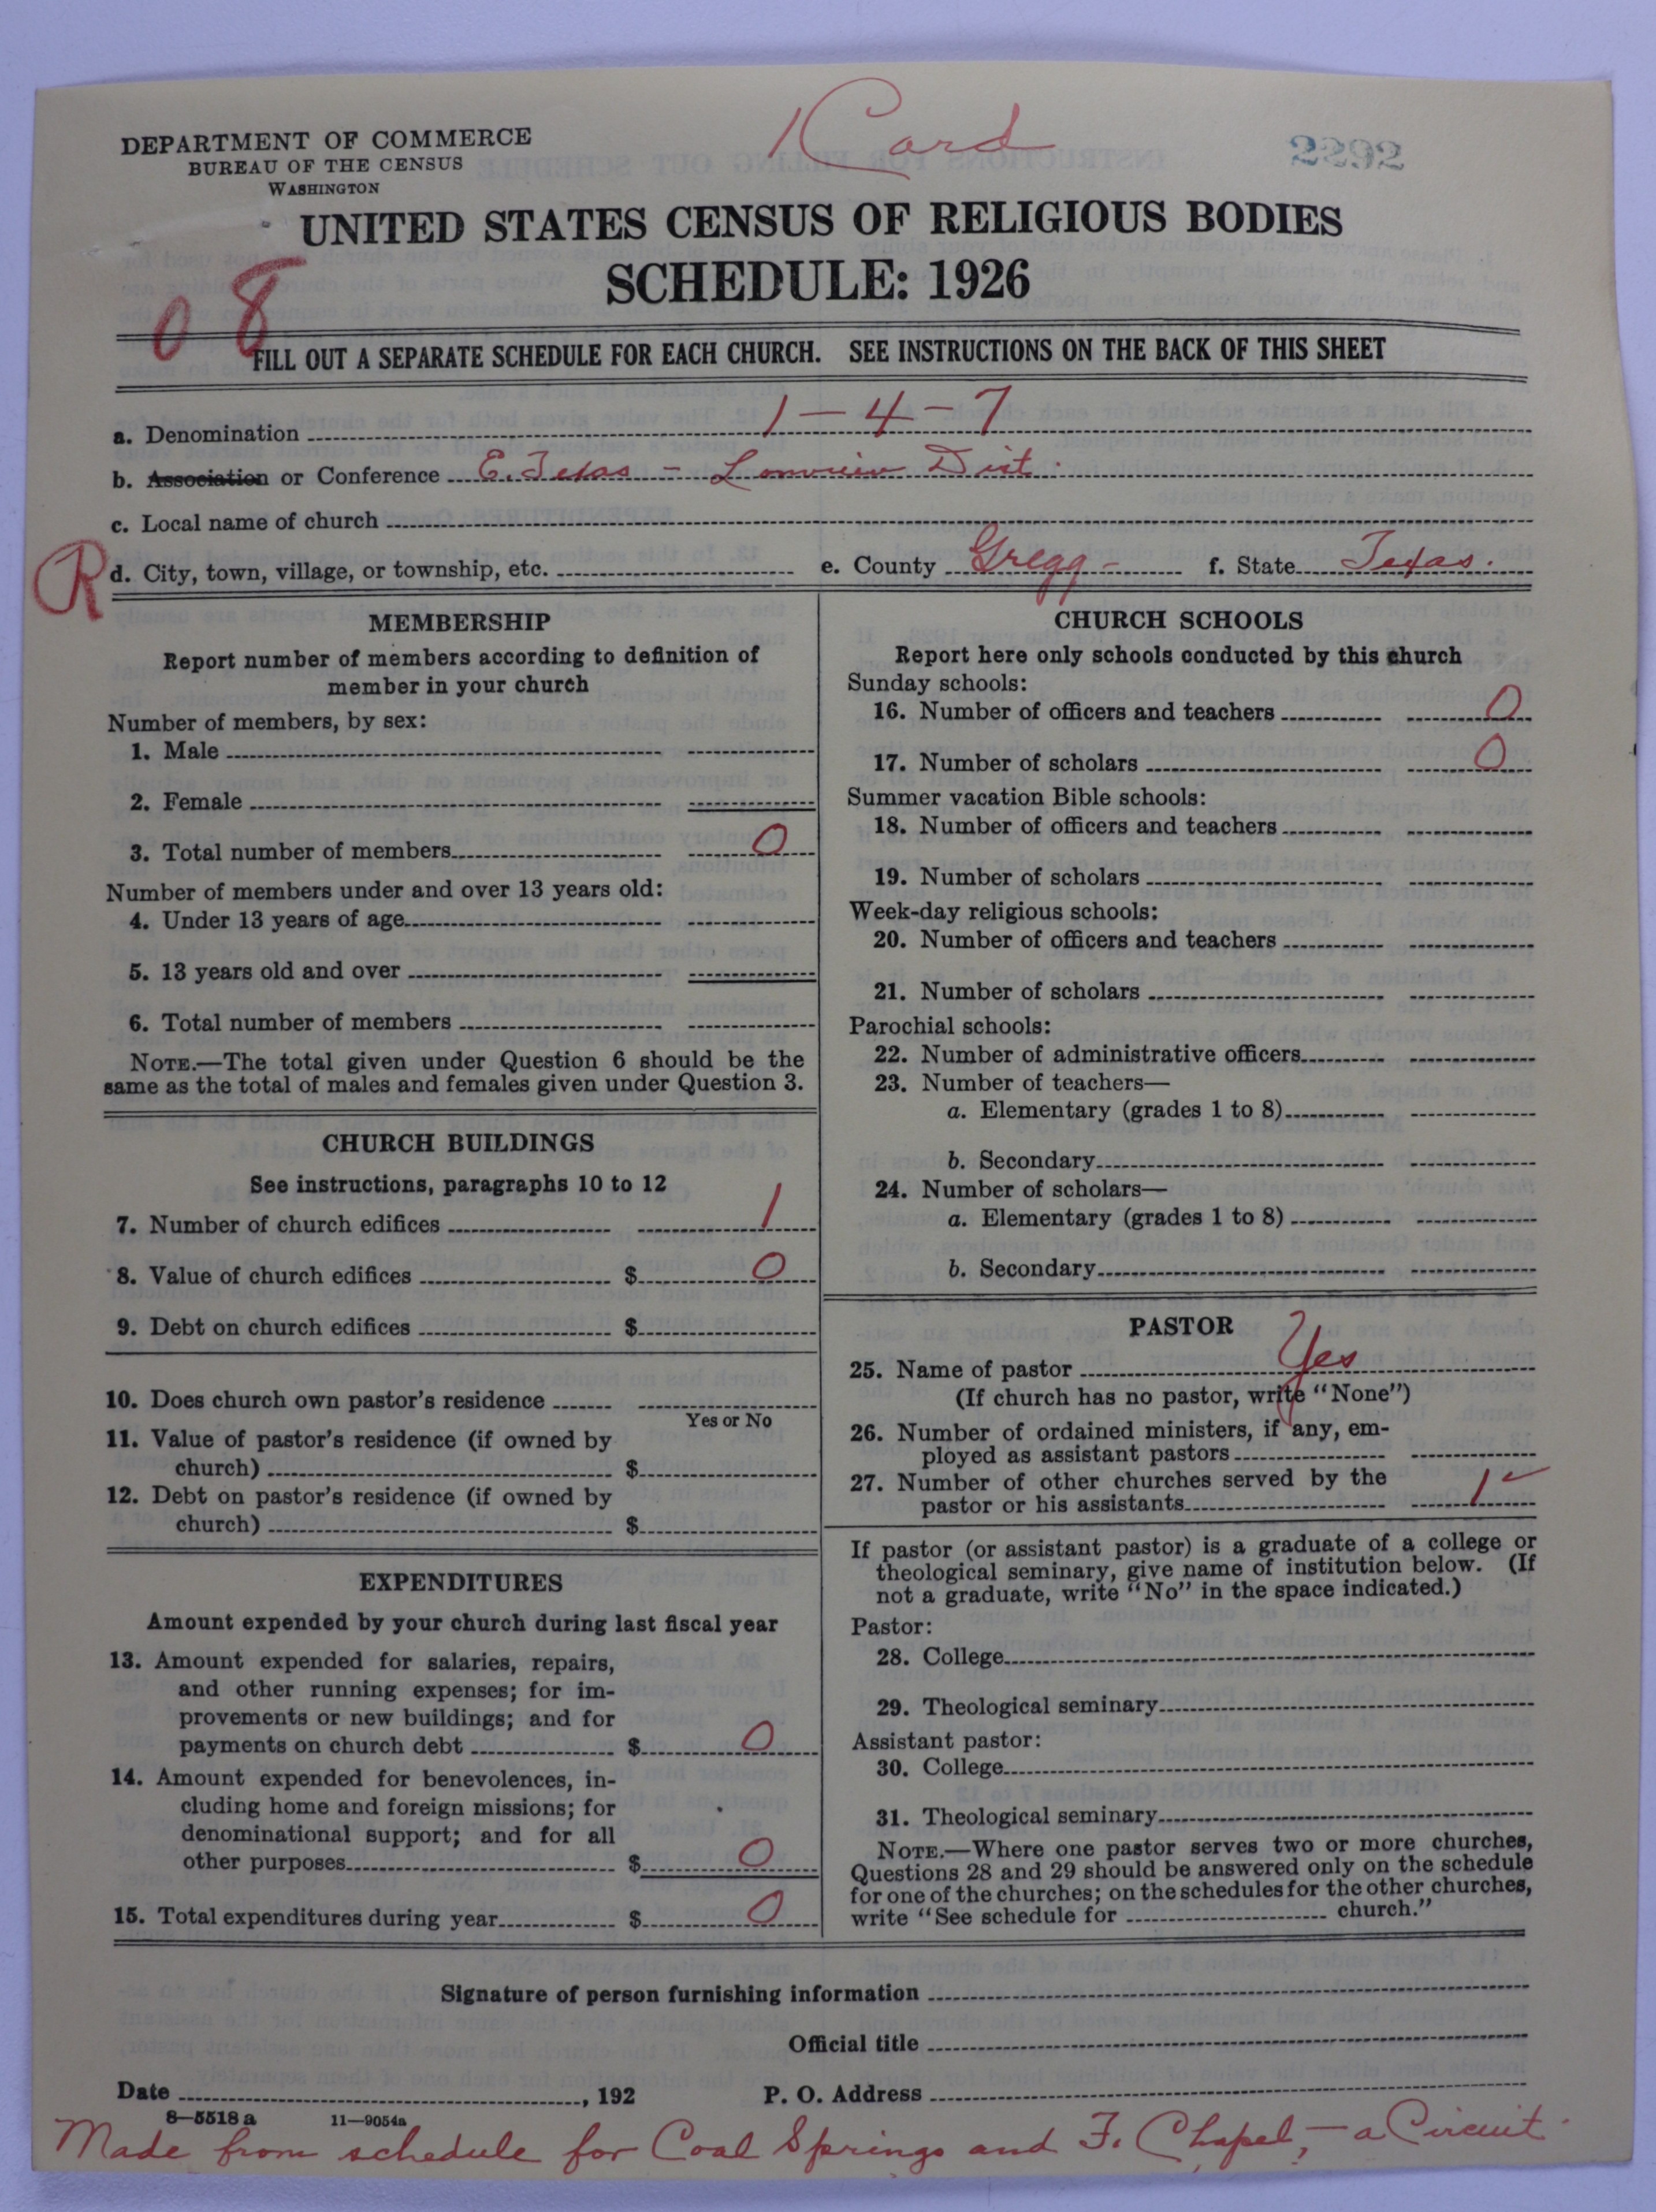 1 Card
2292
DEPARTMENT OF COMMERCE
BUREAU OF THE CENSUS
WASHINGTON
UNITED STATES CENSUS OF RELIGIOUS BODIES
SCHEDULE: 1926
08
FILL OUT A SEPARATE SCHEDULE FOR EACH CHURCH. SEE INSTRUCTIONS ON THE BACK OF THIS SHEET
a. Denomination 1-4-7
b. Association or Conference E. Texas - Lonview Dist.
c. Local name of church
R
d. City, town, village, or township, etc. e. County Gregg - f. State Texas.
MEMBERSHIP
Report number of members according to definition of
member in your church
Number of members, by sex:
1. Male
2. Female
3. Total number of members 0
Number of members under and over 13 years old:
4. Under 13 years of age
5. 13 years old and over
6. Total number of members
NOTE.—The total given under Question 6 should be the
same as the total of males and females given under Question 3.
CHURCH BUILDINGS
See instructions, paragraphs 10 to 12
7. Number of church edifices 1
8. Value of church edifices $ 0
9. Debt on church edifices $
10. Does church own pastor's residence
Yes or No
11. Value of pastor's residence (if owned by
church) $
12. Debt on pastor's residence (if owned by
church) $
EXPENDITURES
Amount expended by your church during last fiscal year
13. Amount expended for salaries, repairs,
and other running expenses; for im-
provements or new buildings; and for
payments on church debt $ 0
14. Amount expended for benevolences, in-
cluding home and foreign missions; for
denominational support; and for all
other purposes $ 0
15. Total expenditures during year $ 0
CHURCH SCHOOLS
Report here only schools conducted by this church
Sunday schools:
16. Number of officers and teachers 0
17. Number of scholars 0
Summer vacation Bible schools:
18. Number of officers and teachers
19. Number of scholars
Week-day religious schools:
20. Number of officers and teachers
21. Number of scholars
Parochial schools:
22. Number of administrative officers
23. Number of teachers—
a. Elementary (grades 1 to 8)
b. Secondary
24. Number of scholars—
a. Elementary (grades 1 to 8)
b. Secondary
PASTOR
25. Name of pastor Yes
(If church has no pastor, write "None")
26. Number of ordained ministers, if any, em-
ployed as assistant pastors
27. Number of other churches served by the
pastor or his assistants 1 ✓
If pastor (or assistant pastor) is a graduate of a college or
theological seminary, give name of institution below. (If
not a graduate, write "No" in the space indicated.)
Pastor:
28. College
29. Theological seminary
Assistant pastor:
30. College
31. Theological seminary
NOTE.—Where one pastor serves two or more churches,
Questions 28 and 29 should be answered only on the schedule
for one of the churches; on the schedules for the other churches,
write "See schedule for church."
Signature of person furnishing information
Official title
Date , 192 P. O. Address
8—5518 a 11—9054a
Made from schedule for Coal Springs and F. Chapel, - a Circuit